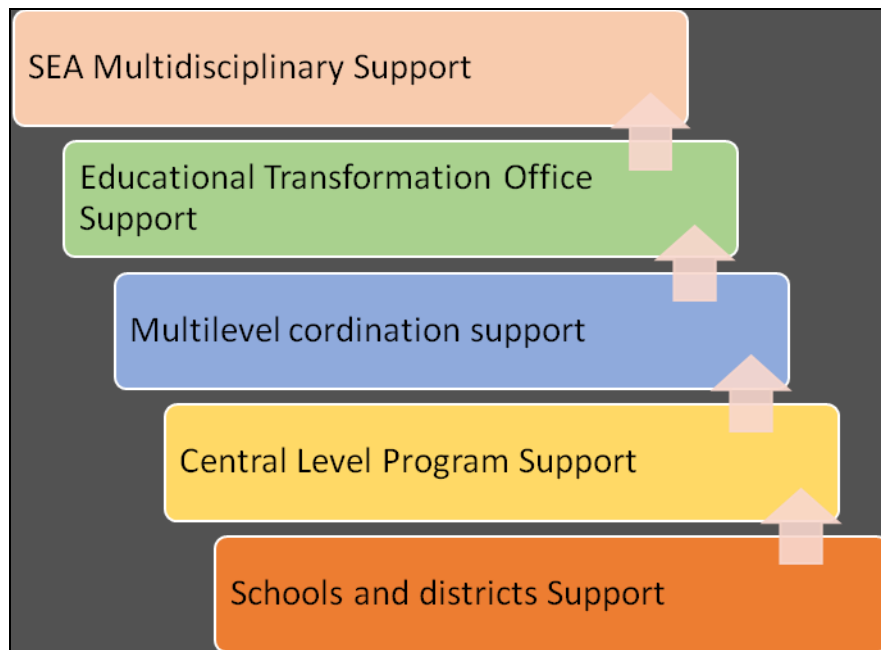 SEA Multidisciplinary Support
Educational Transformation Office
Support
Multilevel cordination support
Central Level Program Support
Schools and districts Support